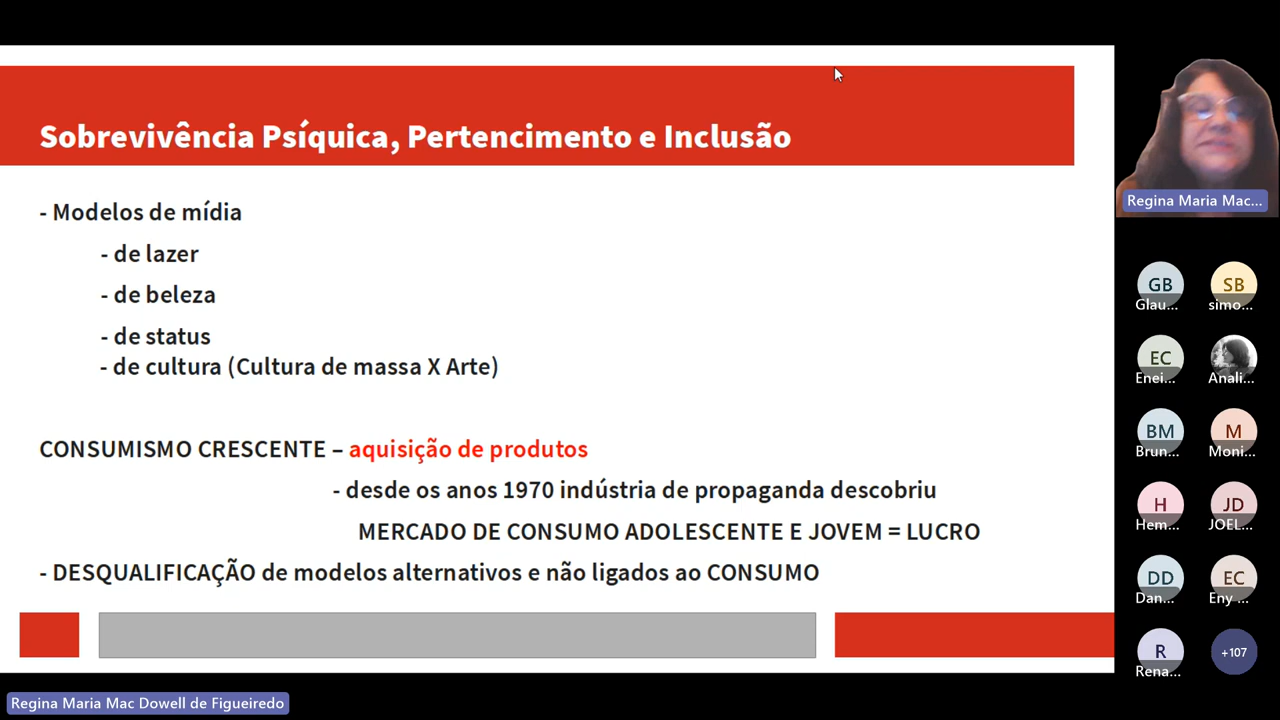 Sobrevivência Psíquica, Pertencimento e Inclusão
- Modelos de mídia
- de lazer
- de beleza
- de status
- de cultura (Cultura de massa X Arte)
CONSUMISMO CRESCENTE – aquisição de produtos
- desde os anos 1970 indústria de propaganda descobriu
MERCADO DE CONSUMO ADOLESCENTE E JOVEM = LUCRO
- DESQUALIFICAÇÃO de modelos alternativos e não ligados ao CONSUMO
Regina Maria Mac...
GB
Glau...
SB
simo...
EC
Enei...
Anali...
BM
Brun...
M
Moni...
H
Hem...
JD
JOEL...
DD
Dan...
EC
Eny ...
R
Rena...
+107
Regina Maria Mac Dowell de Figueiredo